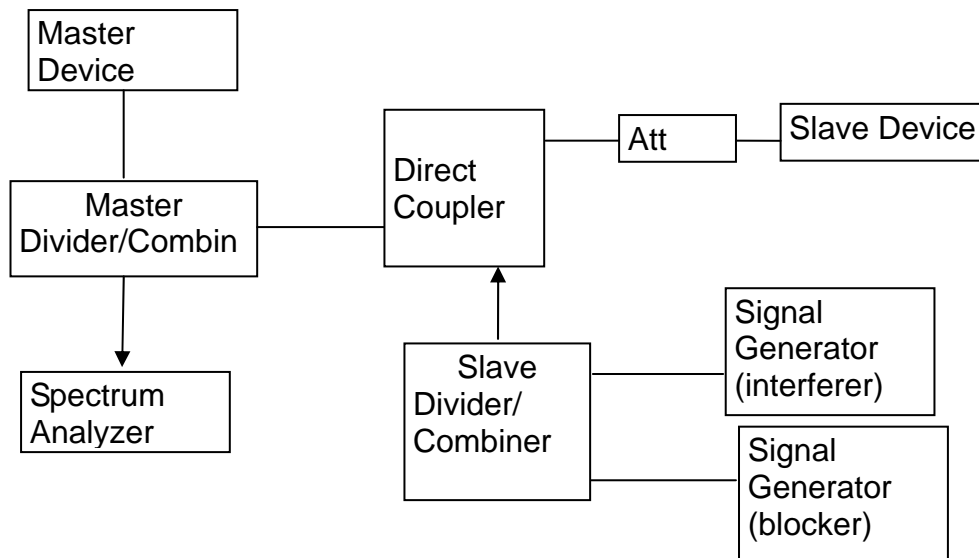 Master
Device
Att
Slave Device
Direct
Coupler
Master
Divider/Combin
Signal
Generator
(interferer)
Slave
Divider/
Combiner
Spectrum
Analyzer
Signal
Generator
(blocker)